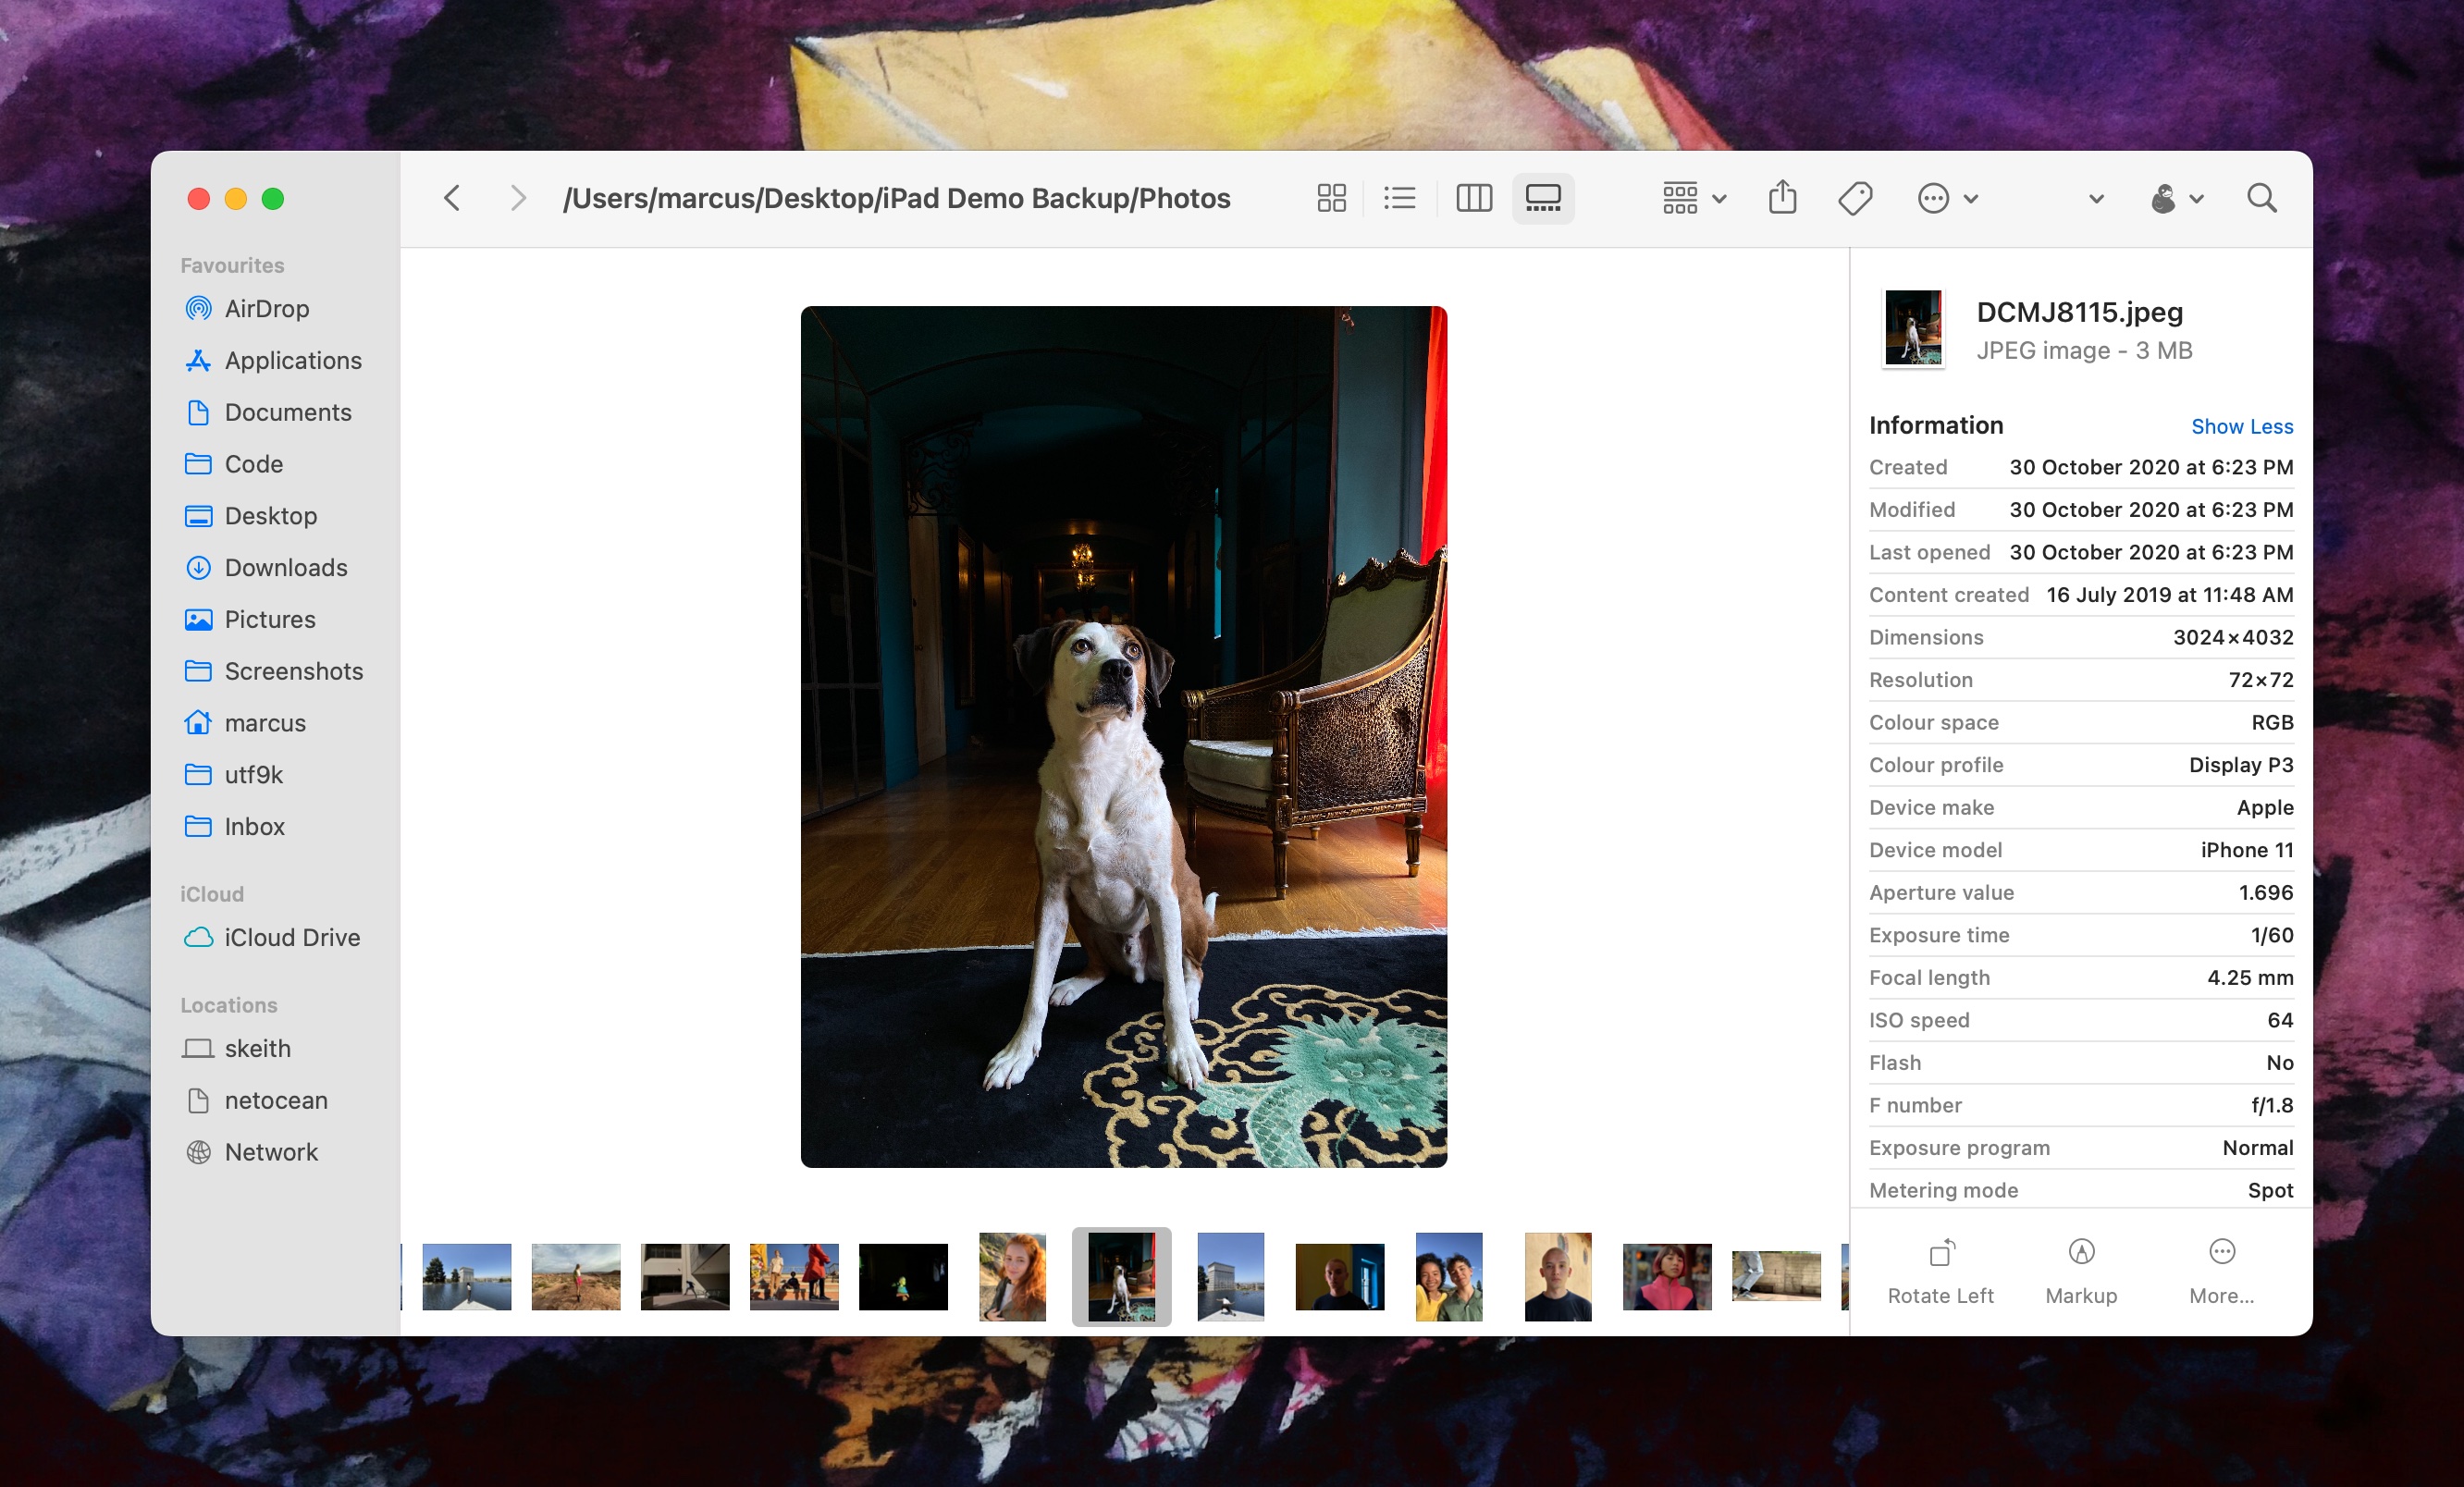 /Users/marcus/Desktop/iPad Demo Backup/Photos
Favourites
AirDrop
Applications
Documents
Code
Desktop
Downloads
Pictures
Screenshots
marcus
utf9k
Inbox
iCloud
iCloud Drive
Locations
skeith
netocean
Network
DCMJ8115.jpeg
JPEG image - 3 MB
Information Show Less
Created 30 October 2020 at 6:23 PM
Modified 30 October 2020 at 6:23 PM
Last opened 30 October 2020 at 6:23 PM
Content created 16 July 2019 at 11:48 AM
Dimensions 3024×4032
Resolution 72×72
Colour space RGB
Colour profile Display P3
Device make Apple
Device model iPhone 11
Aperture value 1.696
Exposure time 1/60
Focal length 4.25 mm
ISO speed 64
Flash No
F number f/1.8
Exposure program Normal
Metering mode Spot
Rotate Left Markup More...